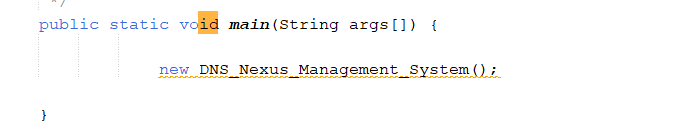 */
public static void main(String args[]) {
new DNS_Nexus_Management_System();
}